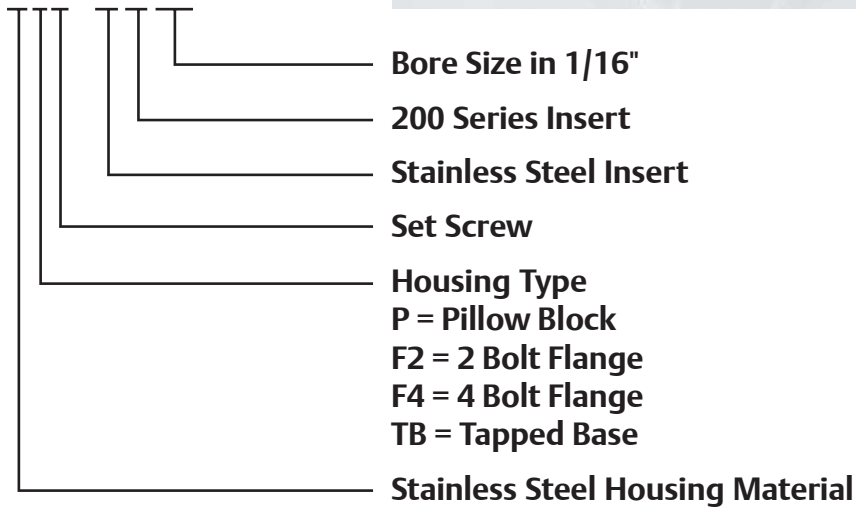 Bore Size in 1/16"
200 Series Insert
Stainless Steel Insert
Set Screw
Housing Type
P = Pillow Block
F2 = 2 Bolt Flange
F4 = 4 Bolt Flange
TB = Tapped Base
Stainless Steel Housing Material